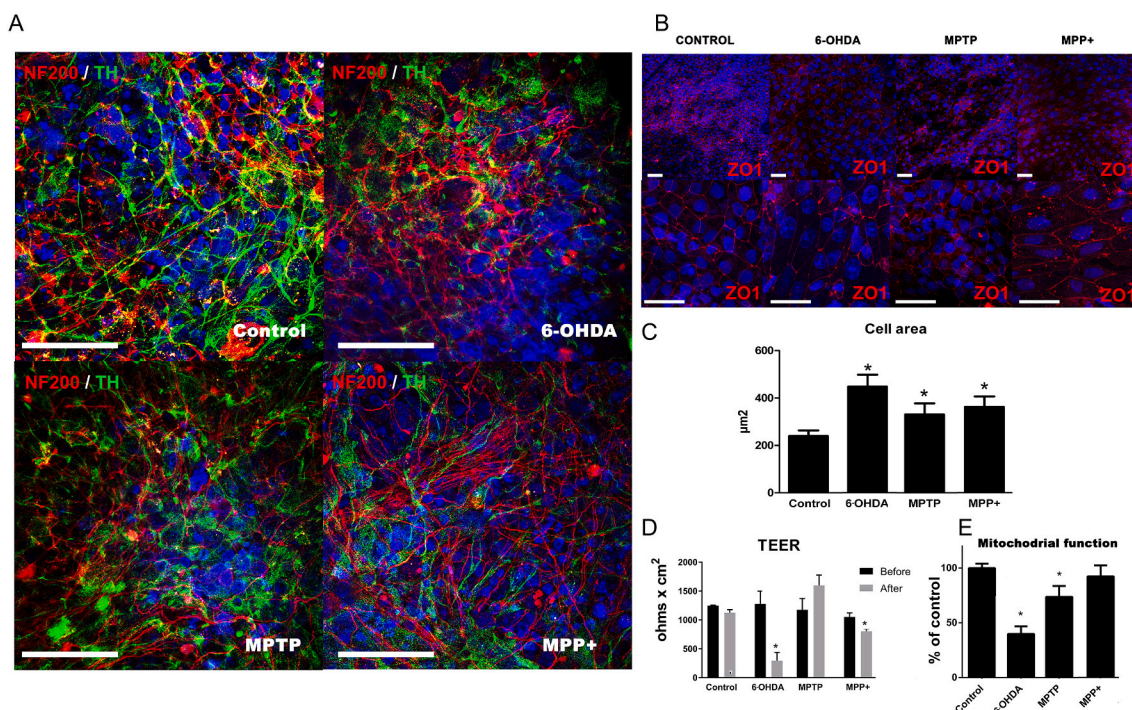 A
NF200 / TH
NF200 / TH
Control
6-OHDA
NF200 / TH
NF200 / TH
MPTP
MPP+
B
CONTROL 6-OHDA MPTP MPP+
ZO1 ZO1 ZO1 ZO1
ZO1 ZO1 ZO1 ZO1
C
Cell area
µm2
600
400
200
0
* * *
Control 6-OHDA MPTP MPP+
D
TEER
ohms x cm²
2000
1500
1250
1000
500
0
Before
After
* *
Control 6-OHDA MPTP MPP+
E
Mitochodrial function
% of control
100
50
0
* *
Control 6-OHDA MPTP MPP+